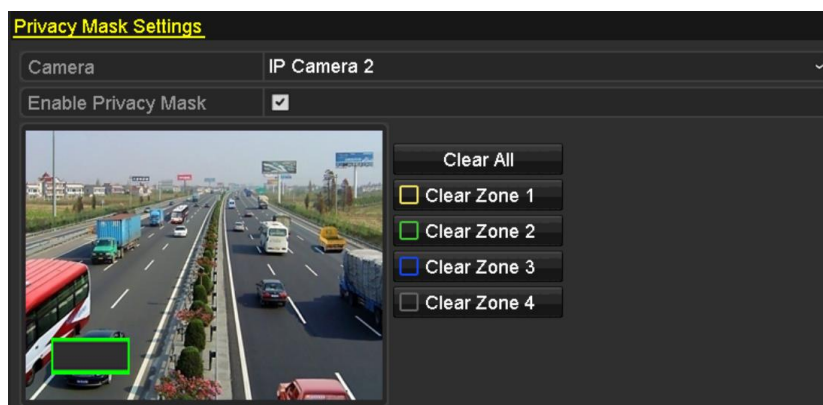 Privacy Mask Settings
Camera IP Camera 2
Enable Privacy Mask
Clear All
Clear Zone 1
Clear Zone 2
Clear Zone 3
Clear Zone 4